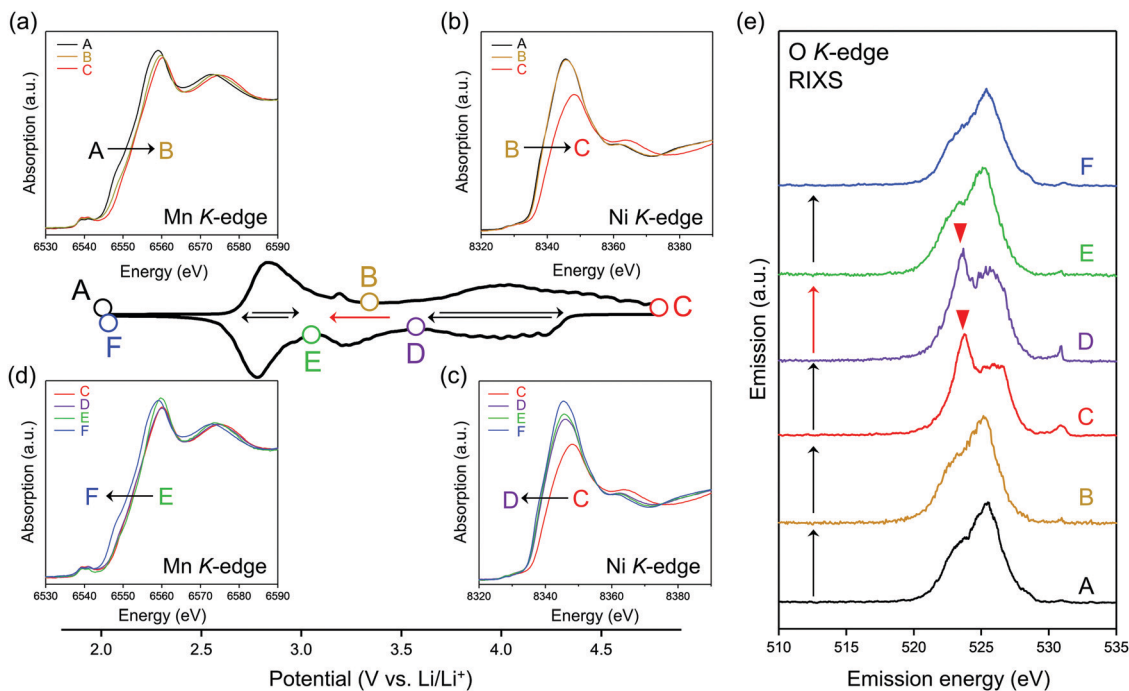 (a)
A
B
C
A
B
Mn K-edge
Absorption (a.u.)
6530 6540 6550 6560 6570 6580 6590
Energy (eV)
(b)
A
B
C
B
C
Ni K-edge
Absorption (a.u.)
8320 8340 8360 8380
Energy (eV)
A
F
B
E
D
C
(d)
C
D
E
F
F
E
Mn K-edge
Absorption (a.u.)
6530 6540 6550 6560 6570 6580 6590
Energy (eV)
(c)
C
D
E
F
D
C
Ni K-edge
Absorption (a.u.)
8320 8340 8360 8380
Energy (eV)
2.0 2.5 3.0 3.5 4.0 4.5
Potential (V vs. Li/Li⁺)
(e)
O K-edge
RIXS
F
E
D
C
B
A
Emission (a.u.)
510 515 520 525 530 535
Emission energy (eV)